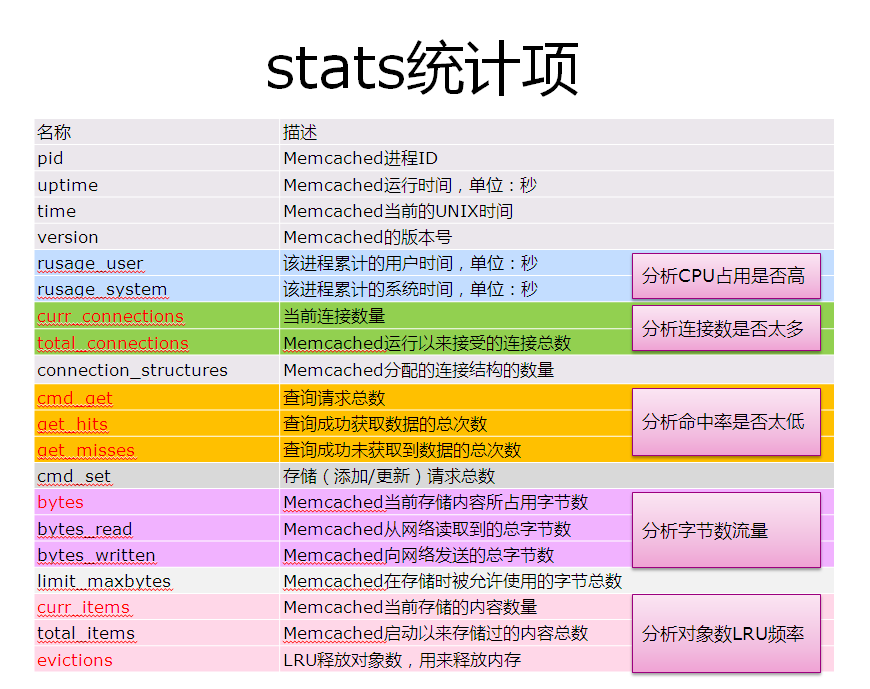 stats统计项
名称 描述
pid Memcached进程ID
uptime Memcached运行时间，单位：秒
time Memcached当前的UNIX时间
version Memcached的版本号
rusage_user 该进程累计的用户时间，单位：秒
rusage_system 该进程累计的系统时间，单位：秒
分析CPU占用是否高
curr_connections 当前连接数量
total_connections Memcached运行以来接受的连接总数
分析连接数是否太多
connection_structures Memcached分配的连接结构的数量
cmd_get 查询请求总数
get_hits 查询成功获取数据的总次数
get_misses 查询成功未获取到数据的总次数
分析命中率是否太低
cmd_set 存储（添加/更新）请求总数
bytes Memcached当前存储内容所占用字节数
bytes_read Memcached从网络读取到的总字节数
bytes_written Memcached向网络发送的总字节数
分析字节数流量
limit_maxbytes Memcached在存储时被允许使用的字节总数
curr_items Memcached当前存储的内容数量
total_items Memcached启动以来存储过的内容总数
evictions LRU释放对象数，用来释放内存
分析对象数LRU频率